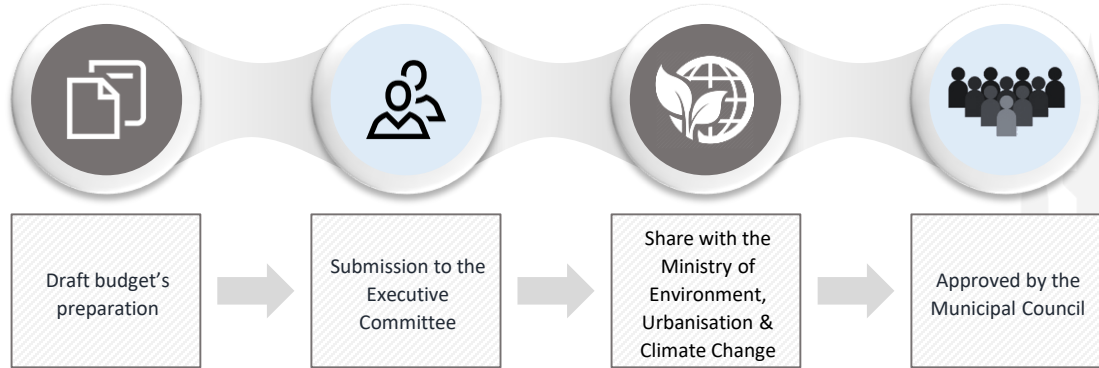 Draft budget’s
preparation
Submission to the
Executive
Committee
Share with the
Ministry of
Environment,
Urbanisation &
Climate Change
Approved by the
Municipal Council